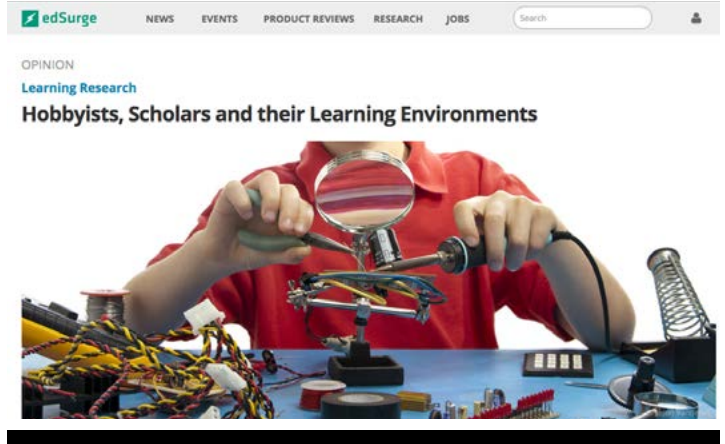 edSurge
NEWS EVENTS PRODUCT REVIEWS RESEARCH JOBS Search
OPINION
Learning Research
Hobbyists, Scholars and their Learning Environments